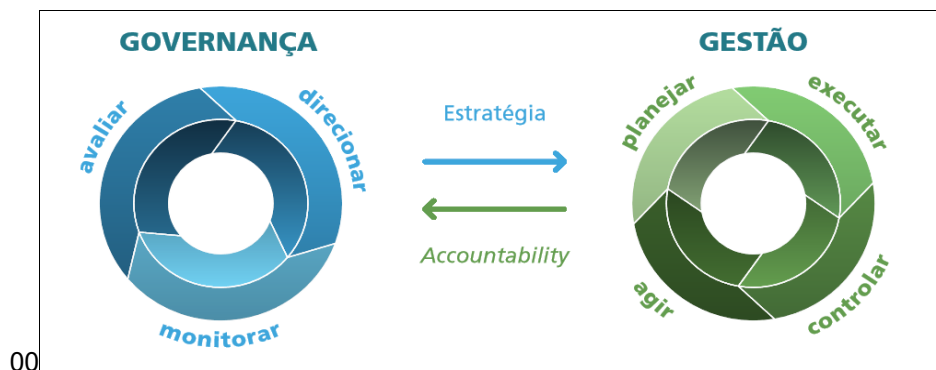 GOVERNANÇA
GESTÃO
avaliar
direcionar
monitorar
Estratégia
Accountability
planejar
executar
agir
controlar
00